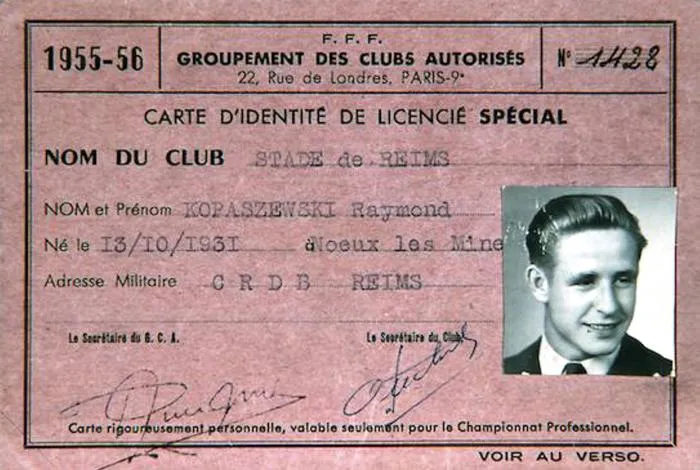 1955-56
F. F. F.
GROUPEMENT DES CLUBS AUTORISÉS
22, Rue de Londres, PARIS-9e
N° 1428
CARTE D'IDENTITÉ DE LICENCIÉ SPÉCIAL
NOM DU CLUB STADE de REIMS
NOM et Prénom KOPASZEWSKI Raymond
Né le 13/10/1931 à Noeux les Mine
Adresse Militaire C R D B REIMS
Le Secrétaire du G. C. A. Le Secrétaire du Club
Carte rigoureusement personnelle, valable seulement pour le Championnat Professionnel.
VOIR AU VERSO.